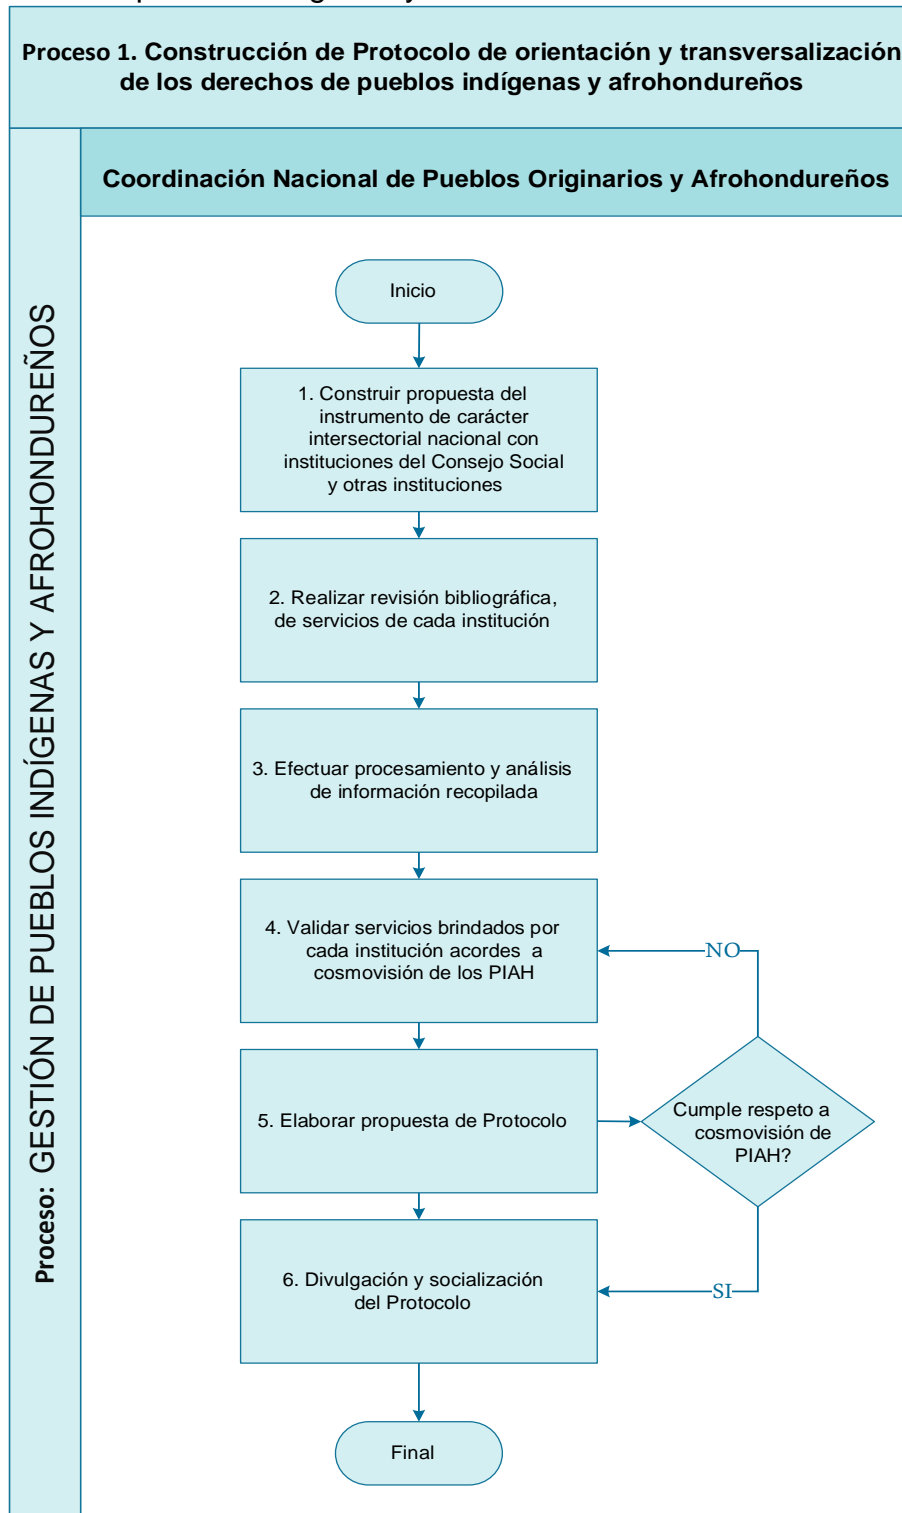 Proceso 1. Construcción de Protocolo de orientación y transversalización
de los derechos de pueblos indígenas y afrohondureños
Proceso: GESTIÓN DE PUEBLOS INDÍGENAS Y AFROHONDUREÑOS
Coordinación Nacional de Pueblos Originarios y Afrohondureños
Inicio
1. Construir propuesta del
instrumento de carácter
intersectorial nacional con
instituciones del Consejo Social
y otras instituciones
2. Realizar revisión bibliográfica,
de servicios de cada institución
3. Efectuar procesamiento y análisis
de información recopilada
4. Validar servicios brindados por
cada institución acordes a
cosmovisión de los PIAH
NO
5. Elaborar propuesta de Protocolo
Cumple respeto a
cosmovisión de
PIAH?
6. Divulgación y socialización
del Protocolo
SI
Final